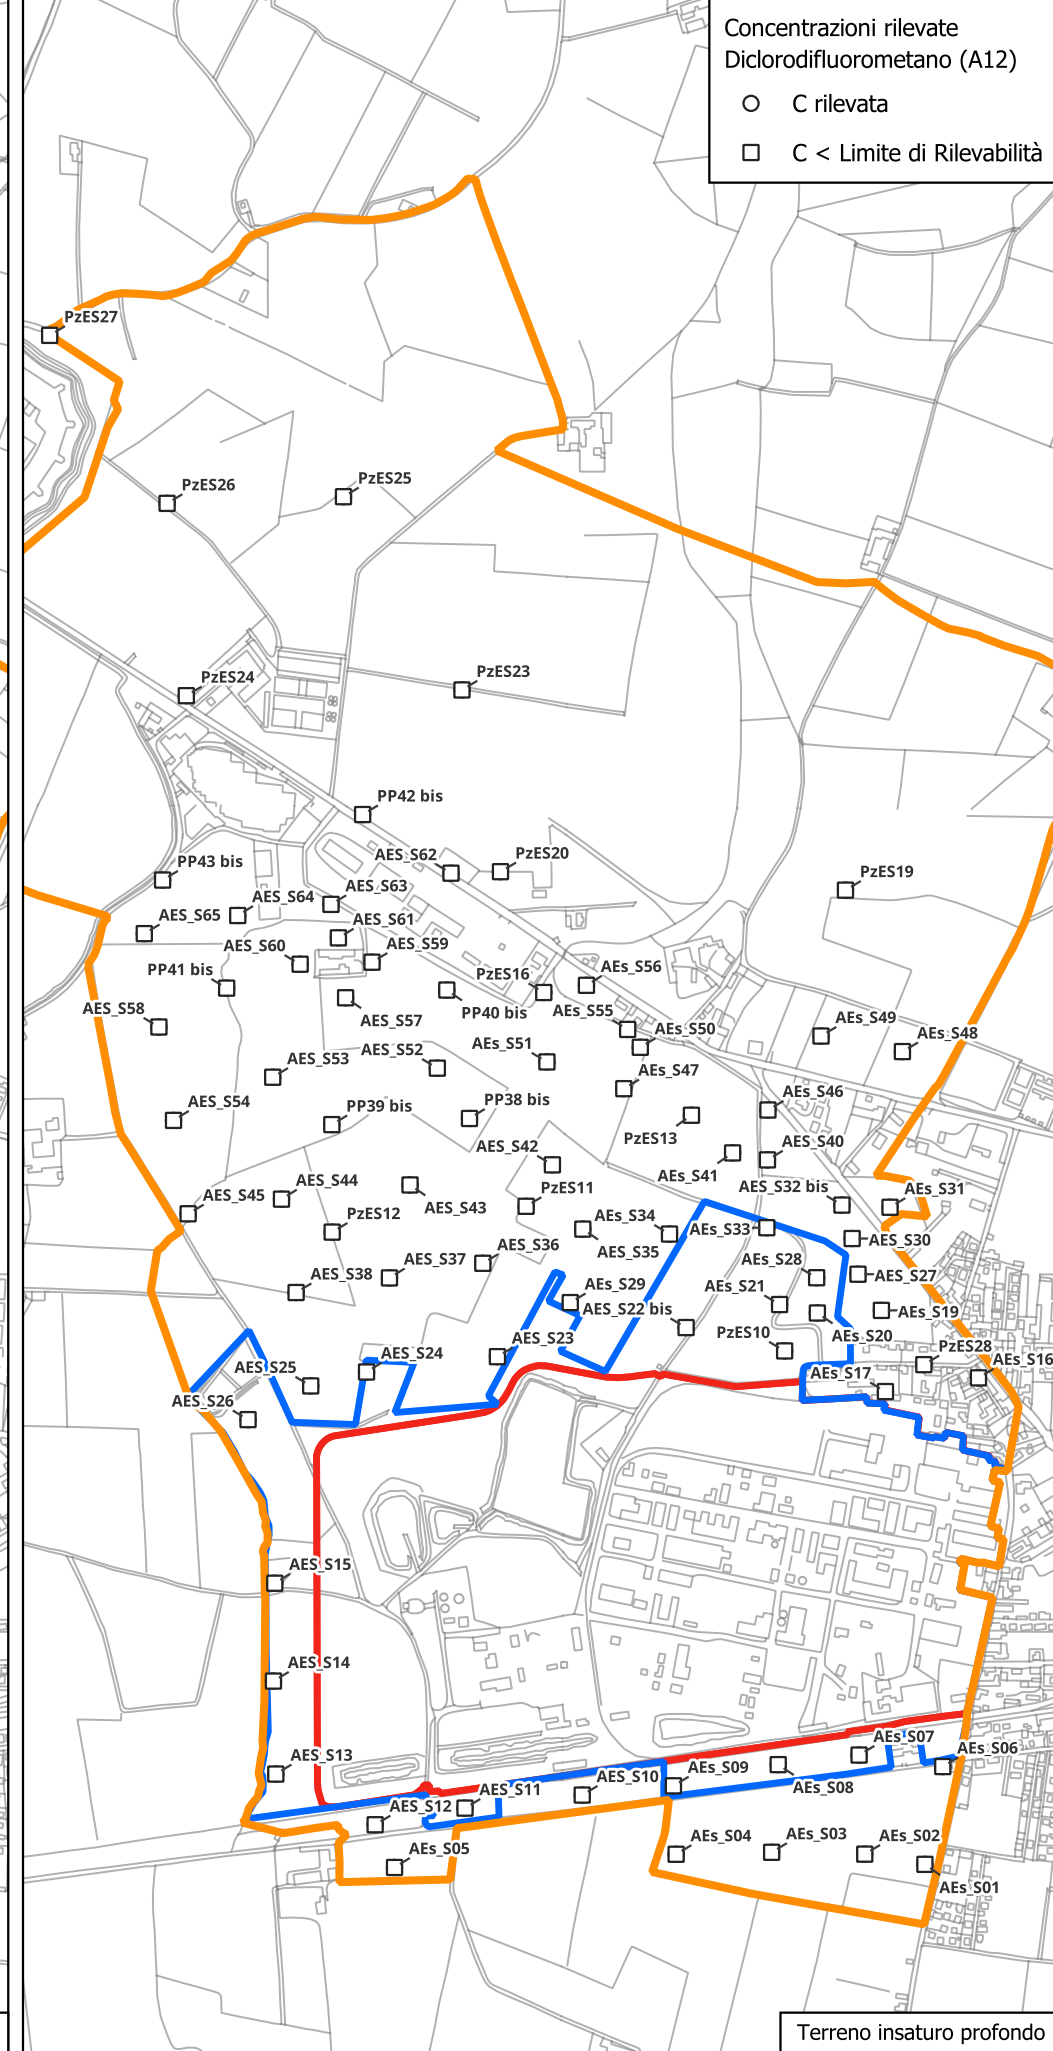 Concentrazioni rilevate
Diclorodifluorometano (A12)
C rilevata
C < Limite di Rilevabilità
PzES27
PzES26
PzES25
PzES24
PzES23
PP42 bis
AES_S62
PzES20
PP43 bis
AES_S63
PzES19
AES_S64
AES_S65
AES_S61
AES_S60
AES_S59
PP41 bis
PzES16
AEs_S56
AES_S58
AES_S57
PP40 bis
AEs_S55
AEs_S50
AEs_S49
AEs_S48
AES_S53
AES_S52
AEs_S51
AEs_S47
AES_S54
PP39 bis
PP38 bis
AEs_S46
PzES13
AES_S42
AEs_S40
AEs_S41
AES_S45
AES_S44
AES_S43
PzES11
AEs_S32 bis
AEs_S31
PzES12
AEs_S34
AEs_S33
AES_S35
AEs_S30
AES_S37
AES_S36
AEs_S28
AEs_S27
AES_S38
AEs_S29
AEs_S21
AEs_S22 bis
AEs_S19
AEs_S23
PzES10
AEs_S20
AES_S24
PzES28
AEs_S16
AES_S25
AEs_S17
AES_S26
AES_S15
AES_S14
AES_S13
AEs_S07
AEs_S06
AES_S12
AES_S11
AES_S10
AEs_S09
AEs_S08
AEs_S05
AEs_S04
AEs_S03
AEs_S02
AEs_S01
Terreno insaturo profondo